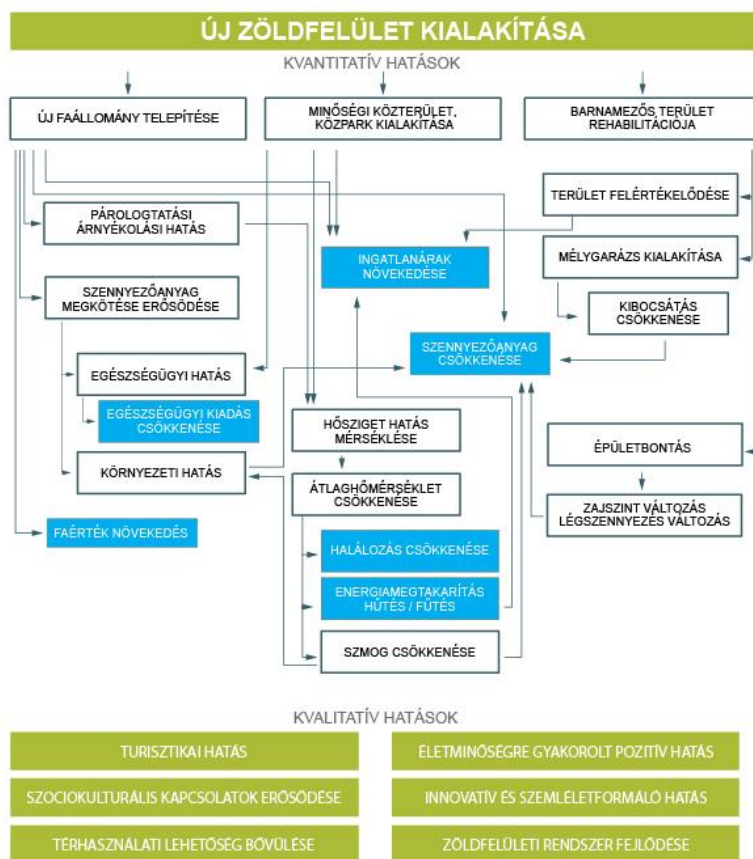 ÚJ ZÖLDFELÜLET KIALAKÍTÁSA
KVANTITATÍV HATÁSOK
ÚJ FAÁLLOMÁNY TELEPÍTÉSE
MINŐSÉGI KÖZTERÜLET,
KÖZPARK KIALAKÍTÁSA
BARNAMEZŐS TERÜLET
REHABILITÁCIÓJA
PÁROLOGTATÁSI
ÁRNYÉKOLÁSI HATÁS
TERÜLET FELÉRTÉKELŐDÉSE
INGATLANÁRAK
NÖVEKEDÉSE
MÉLYGARÁZS KIALAKÍTÁSA
SZENNYEZŐANYAG
MEGKÖTÉSE ERŐSÖDÉSE
KIBOCSÁTÁS
CSÖKKENÉSE
SZENNYEZŐANYAG
CSÖKKENÉSE
EGÉSZSÉGÜGYI HATÁS
EGÉSZSÉGÜGYI KIADÁS
CSÖKKENÉSE
HŐSZIGET HATÁS
MÉRSÉKLÉSE
ÉPÜLETBONTÁS
KÖRNYEZETI HATÁS
ÁTLAGHŐMÉRSÉKLET
CSÖKKENÉSE
ZAJSZINT VÁLTOZÁS
LÉGSZENNYEZÉS VÁLTOZÁS
FAÉRTÉK NÖVEKEDÉS
HALÁLOZÁS CSÖKKENÉSE
ENERGIAMEGTAKARÍTÁS
HŰTÉS / FŰTÉS
SZMOG CSÖKKENÉSE
KVALITATÍV HATÁSOK
TURISZTIKAI HATÁS
ÉLETMINŐSÉGRE GYAKOROLT POZITÍV HATÁS
SZOCIOKULTURÁLIS KAPCSOLATOK ERŐSÖDÉSE
INNOVATÍV ÉS SZEMLÉLETFORMÁLÓ HATÁS
TÉRHASZNÁLATI LEHETŐSÉG BŐVÜLÉSE
ZÖLDFELÜLETI RENDSZER FEJLŐDÉSE